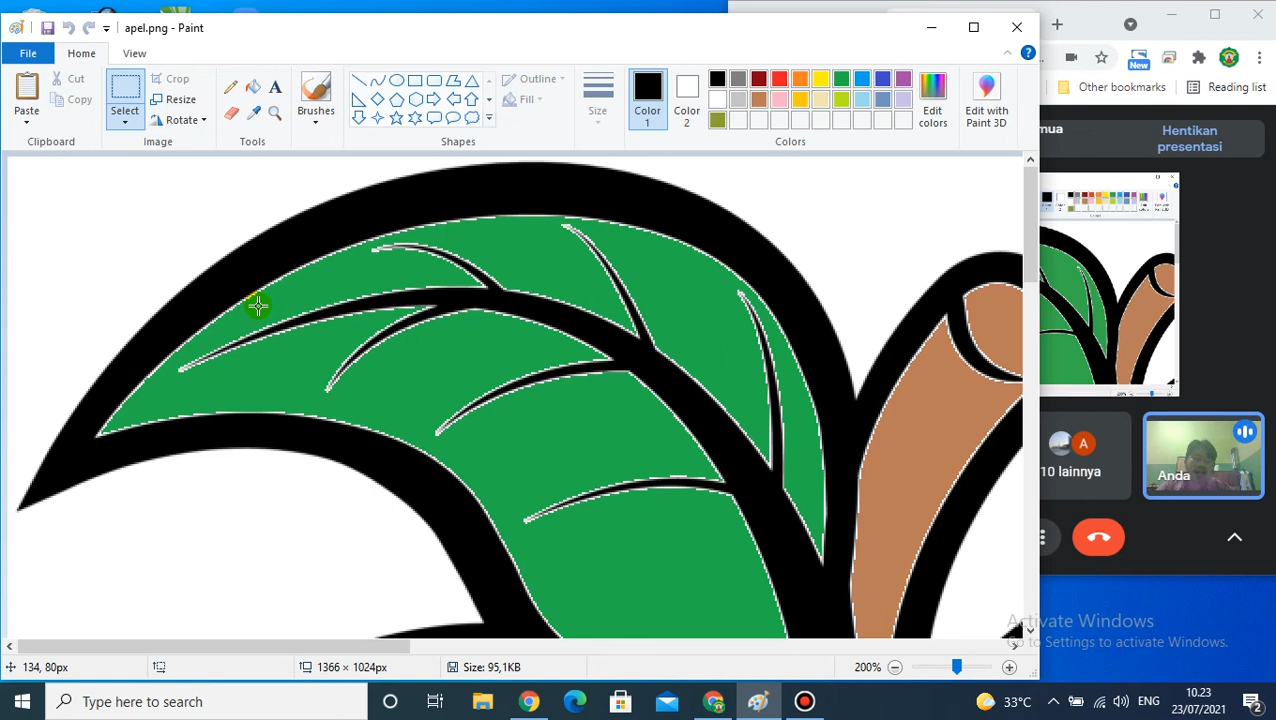 apel.png - Paint
File
Home
View
Paste
Cut
Copy
Clipboard
Select
Crop
Resize
Rotate
Image
Tools
Brushes
Outline
Fill
Shapes
Size
Color
1
Color
2
Edit
colors
Edit with
Paint 3D
Colors
New
Other bookmarks
Reading list
mua
Hentikan
presentasi
A
10 lainnya
Anda
Activate Windows
Go to Settings to activate Windows.
134, 80px
1366 × 1024px
Size: 95,1KB
200%
Type here to search
33°C
ENG
10.23
23/07/2021
2